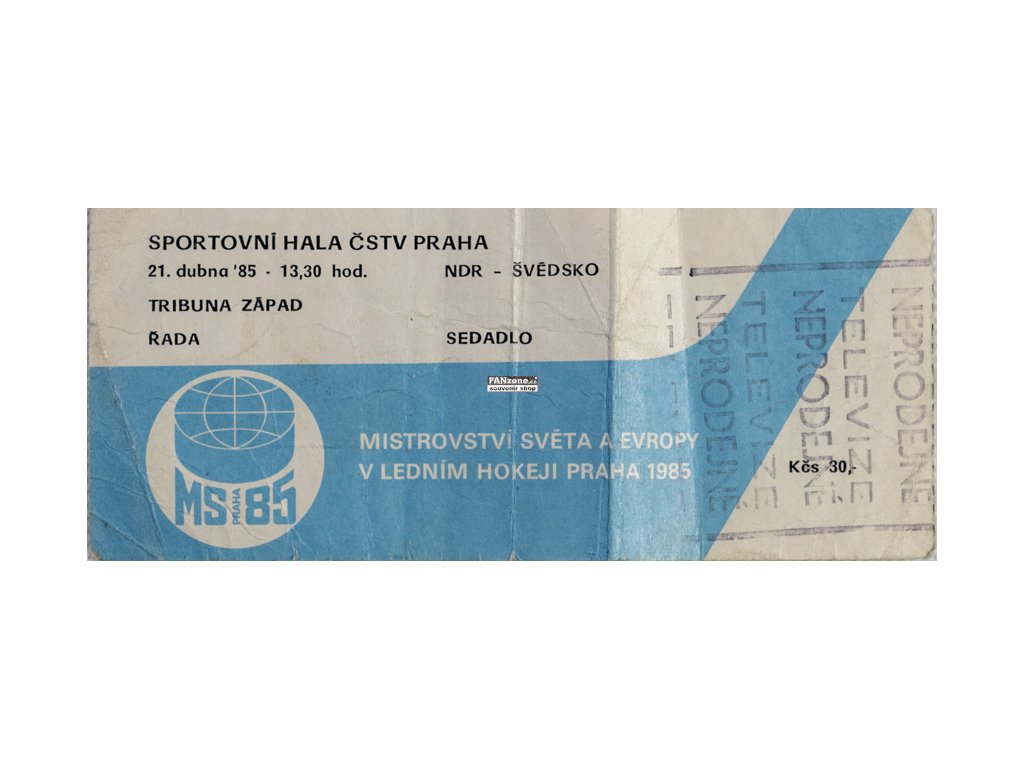 SPORTOVNÍ HALA ČSTV PRAHA
21. dubna '85 - 13,30 hod. NDR - ŠVÉDSKO
TRIBUNA ZÁPAD
ŘADA SEDADLO
FANzone.cz
souvenir shop
MISTROVSTVÍ SVĚTA A EVROPY
V LEDNÍM HOKEJI PRAHA 1985
MS PRAHA 85
Kčs 30,-
NEPRODEJNÉ
TELEVIZE
NEPRODEJNÉ
TELEVIZE
NEPRODEJNÉ